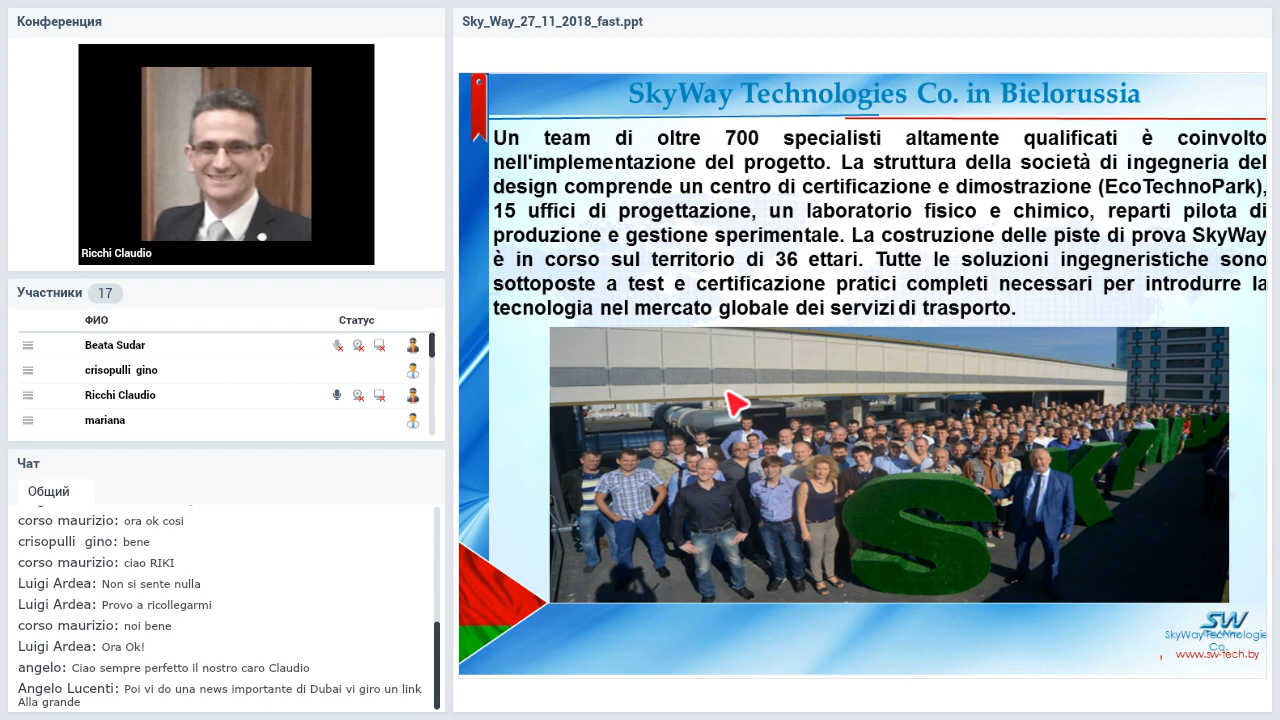 Конференция
Ricchi Claudio
Участники 17
ФИО Статус
Beata Sudar
crisopulli gino
Ricchi Claudio
mariana
Чат
Общий
corso maurizio: ora ok cosi
crisopulli gino: bene
corso maurizio: ciao RIKI
Luigi Ardea: Non si sente nulla
Luigi Ardea: Provo a ricollegarmi
corso maurizio: noi bene
Luigi Ardea: Ora Ok!
angelo: Ciao sempre perfetto il nostro caro Claudio
Angelo Lucenti: Poi vi do una news importante di Dubai vi giro un link
Alla grande
Sky_Way_27_11_2018_fast.ppt
SkyWay Technologies Co. in Bielorussia
Un team di oltre 700 specialisti altamente qualificati è coinvolto
nell'implementazione del progetto. La struttura della società di ingegneria del
design comprende un centro di certificazione e dimostrazione (EcoTechnoPark),
15 uffici di progettazione, un laboratorio fisico e chimico, reparti pilota di
produzione e gestione sperimentale. La costruzione delle piste di prova SkyWay
è in corso sul territorio di 36 ettari. Tutte le soluzioni ingegneristiche sono
sottoposte a test e certificazione pratici completi necessari per introdurre la
tecnologia nel mercato globale dei servizi di trasporto.
SKYWAY
SW
SkyWay Technologie
Co.
www.sw-tech.by